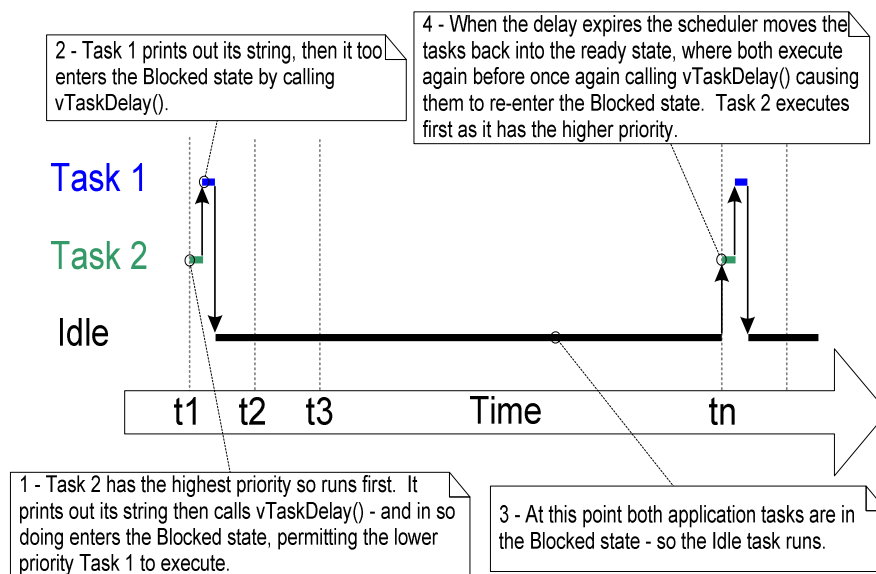 2 - Task 1 prints out its string, then it too
enters the Blocked state by calling
vTaskDelay().
4 - When the delay expires the scheduler moves the
tasks back into the ready state, where both execute
again before once again calling vTaskDelay() causing
them to re-enter the Blocked state. Task 2 executes
first as it has the higher priority.
Task 1
Task 2
Idle
t1 t2 t3 Time tn
1 - Task 2 has the highest priority so runs first. It
prints out its string then calls vTaskDelay() - and in so
doing enters the Blocked state, permitting the lower
priority Task 1 to execute.
3 - At this point both application tasks are in
the Blocked state - so the Idle task runs.